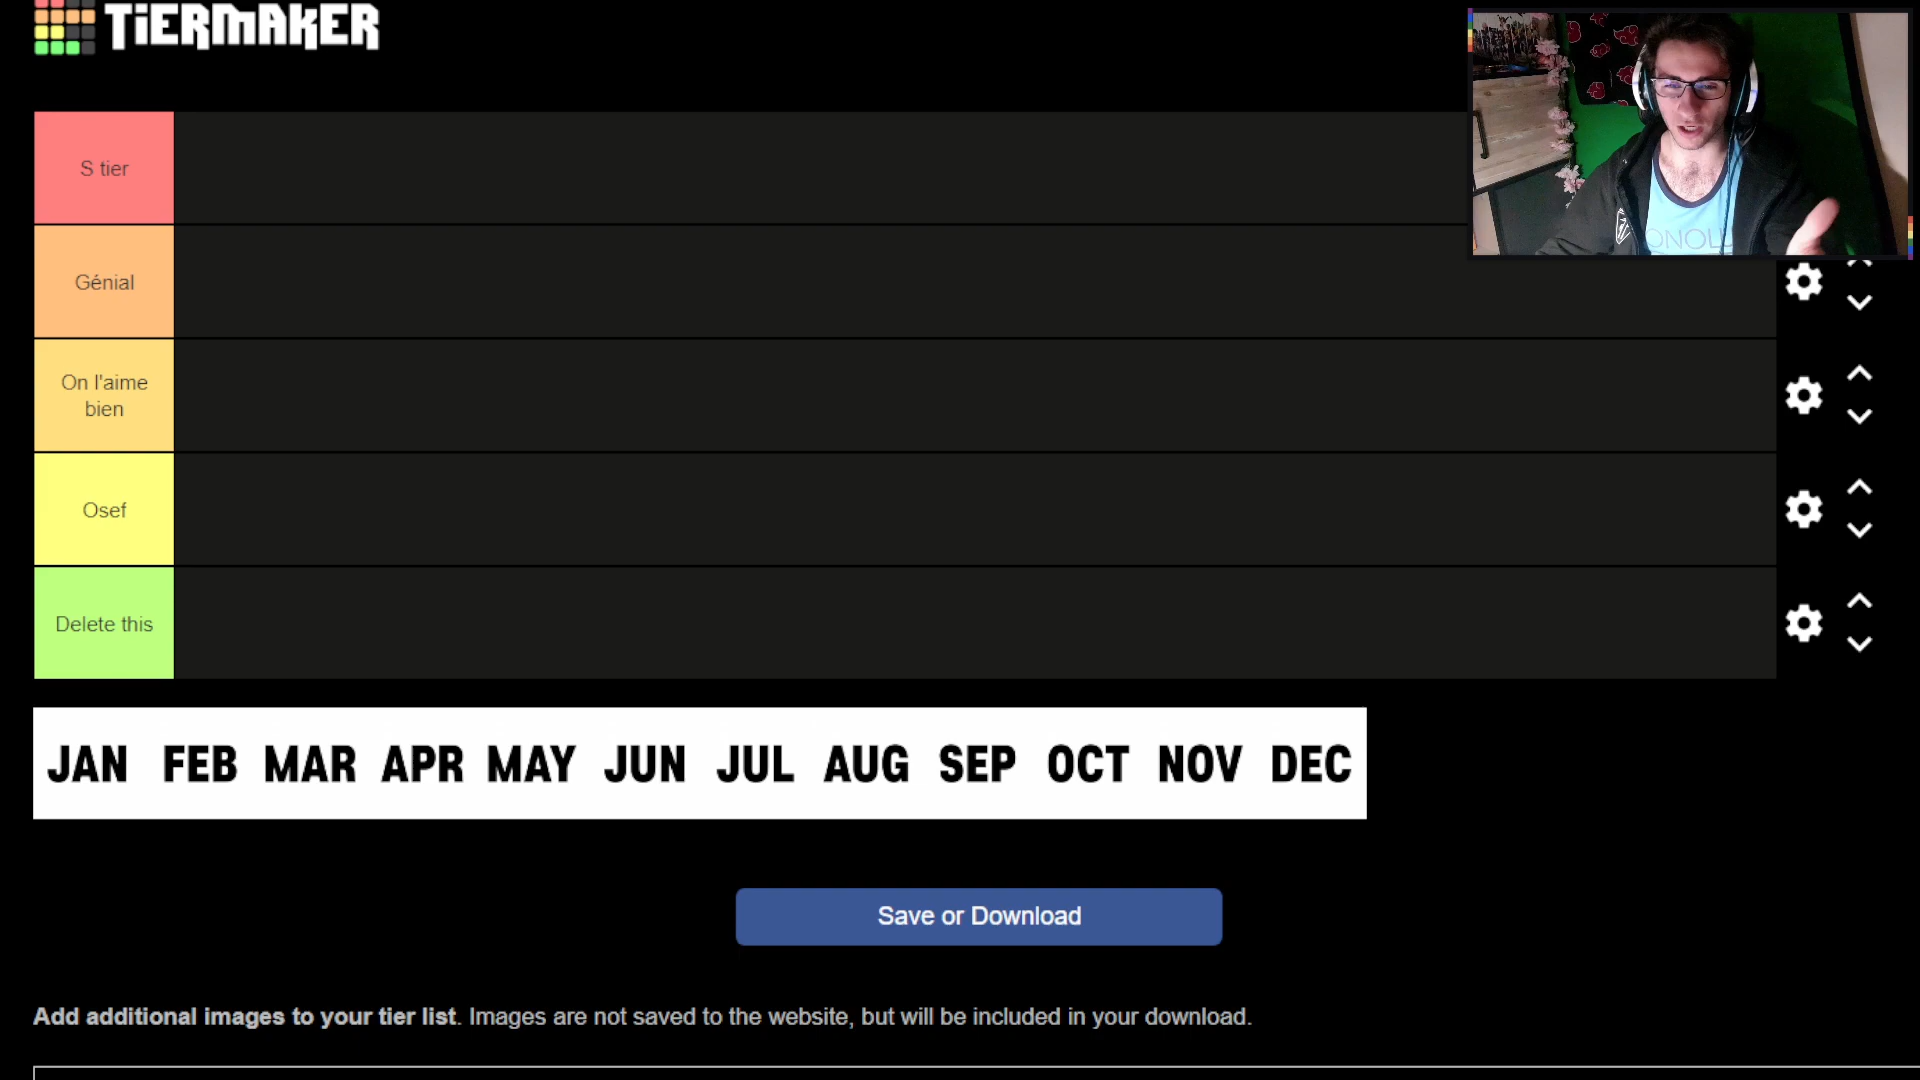 TiERMAKER
S tier
Génial
On l'aime
bien
Osef
Delete this
JAN FEB MAR APR MAY JUN JUL AUG SEP OCT NOV DEC
Save or Download
Add additional images to your tier list. Images are not saved to the website, but will be included in your download.